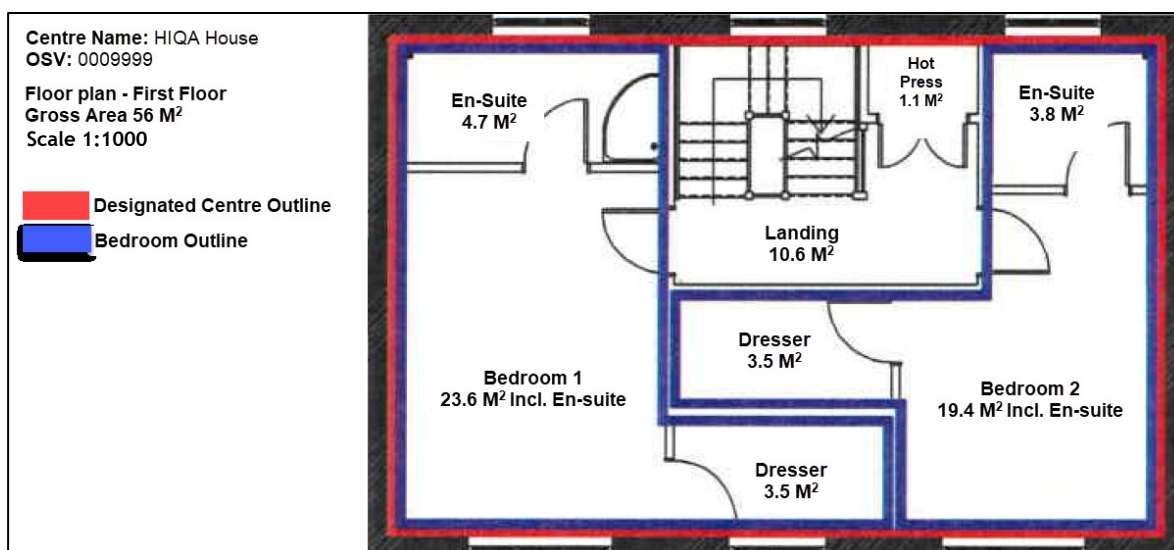 Centre Name: HIQA House
OSV: 0009999
Floor plan - First Floor
Gross Area 56 M²
Scale 1:1000
Designated Centre Outline
Bedroom Outline
En-Suite
4.7 M²
Hot
Press
1.1 M²
En-Suite
3.8 M²
Landing
10.6 M²
Dresser
3.5 M²
Bedroom 1
23.6 M² Incl. En-suite
Bedroom 2
19.4 M² Incl. En-suite
Dresser
3.5 M²